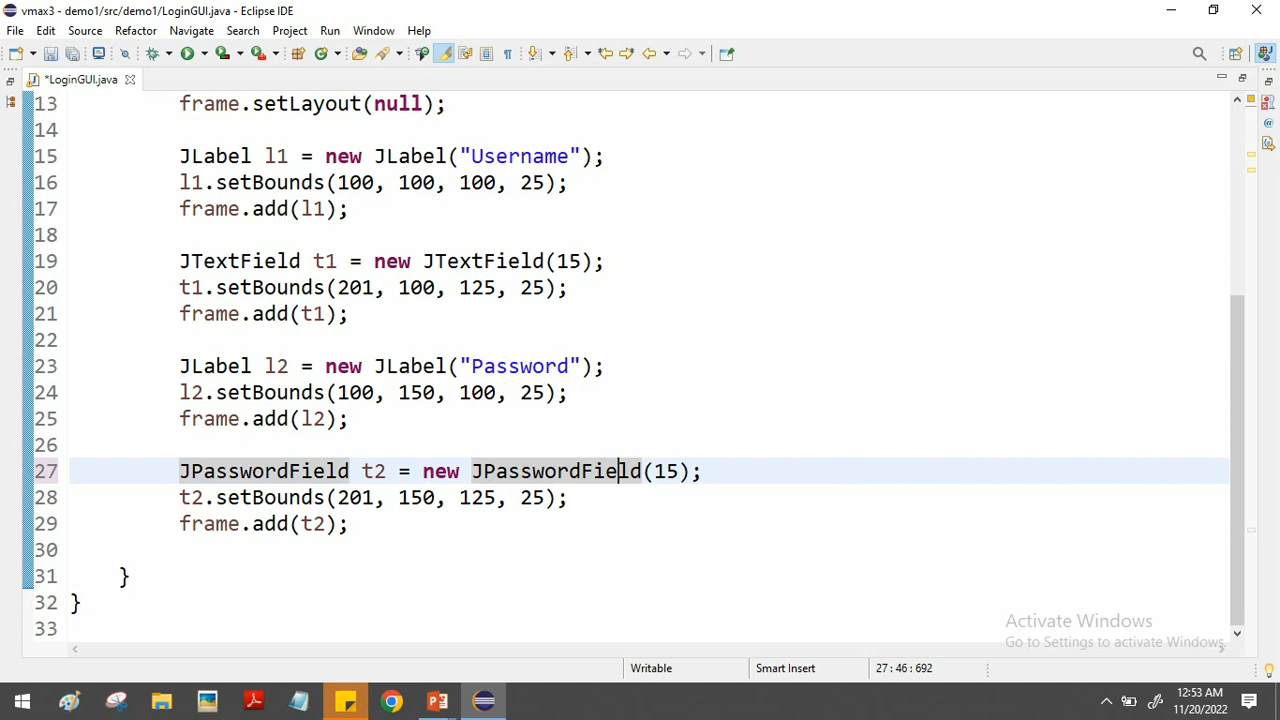 vmax3 - demo1/src/demo1/LoginGUI.java - Eclipse IDE
File Edit Source Refactor Navigate Search Project Run Window Help
*LoginGUI.java
13 frame.setLayout(null);
14
15 JLabel l1 = new JLabel("Username");
16 l1.setBounds(100, 100, 100, 25);
17 frame.add(l1);
18
19 JTextField t1 = new JTextField(15);
20 t1.setBounds(201, 100, 125, 25);
21 frame.add(t1);
22
23 JLabel l2 = new JLabel("Password");
24 l2.setBounds(100, 150, 100, 25);
25 frame.add(l2);
26
27 JPasswordField t2 = new JPasswordField(15);
28 t2.setBounds(201, 150, 125, 25);
29 frame.add(t2);
30
31 }
32 }
33
Activate Windows
Go to Settings to activate Windows.
Writable Smart Insert 27 : 46 : 692
12:53 AM
11/20/2022